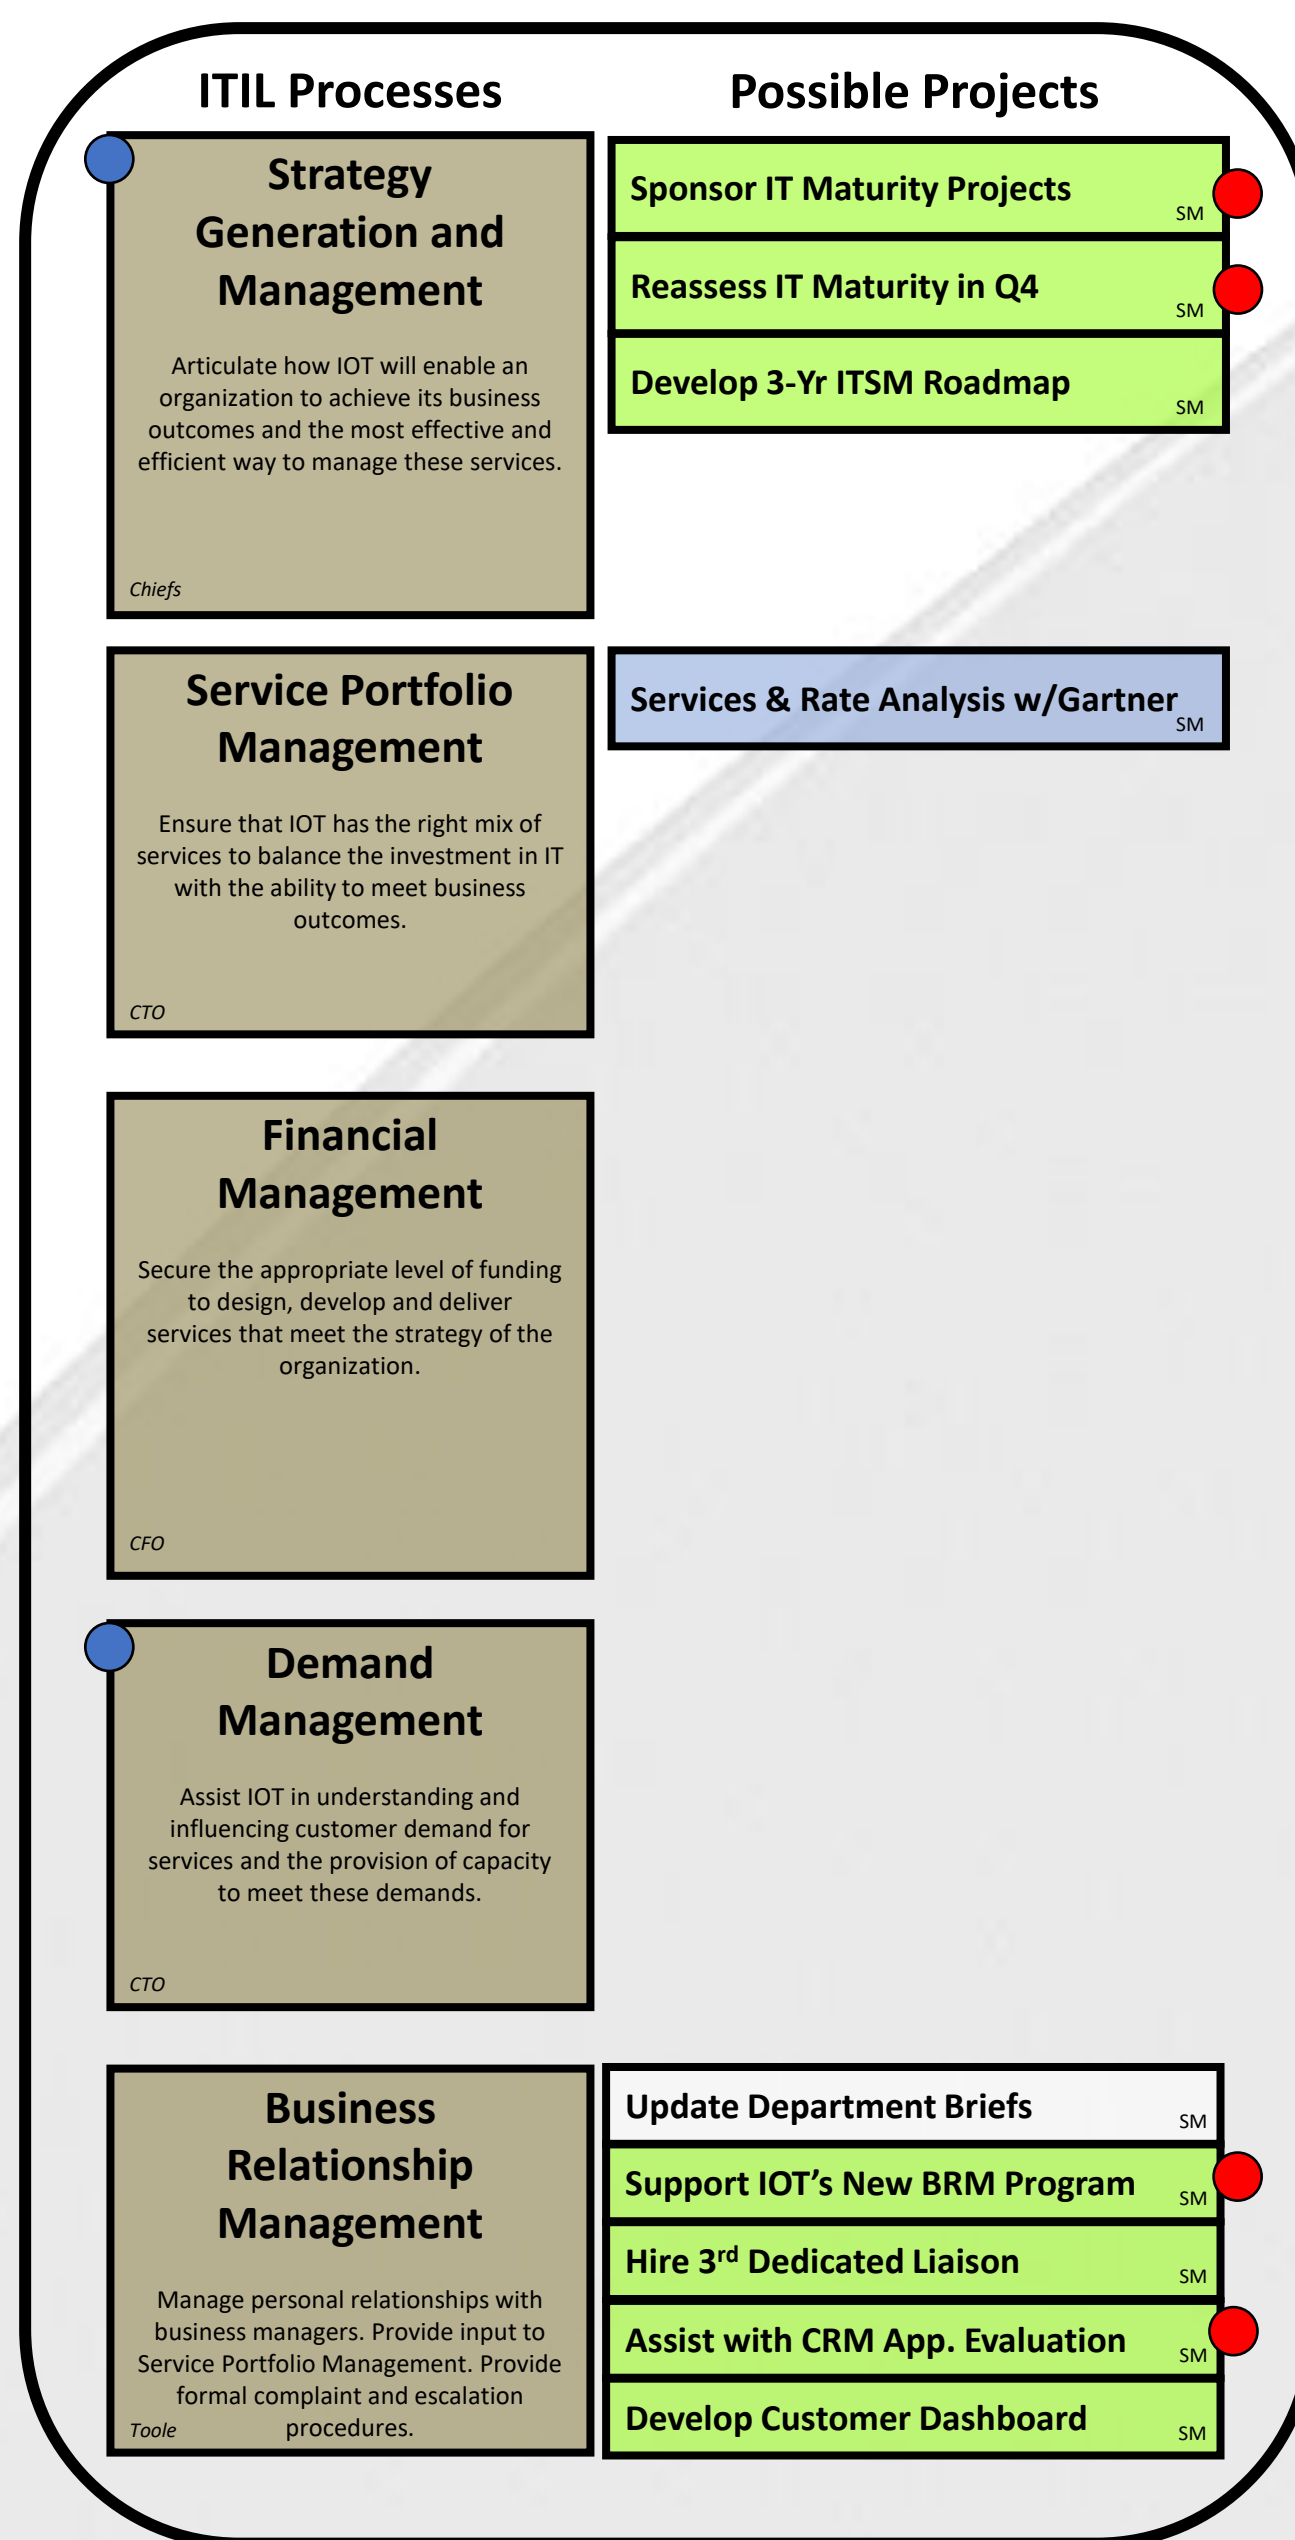 ITIL Processes
Possible Projects
Strategy
Generation and
Management
Articulate how IOT will enable an
organization to achieve its business
outcomes and the most effective and
efficient way to manage these services.
Chiefs
Sponsor IT Maturity Projects
SM
Reassess IT Maturity in Q4
SM
Develop 3-Yr ITSM Roadmap
SM
Service Portfolio
Management
Ensure that IOT has the right mix of
services to balance the investment in IT
with the ability to meet business
outcomes.
CTO
Services & Rate Analysis w/Gartner
SM
Financial
Management
Secure the appropriate level of funding
to design, develop and deliver
services that meet the strategy of the
organization.
CFO
Demand
Management
Assist IOT in understanding and
influencing customer demand for
services and the provision of capacity
to meet these demands.
CTO
Business
Relationship
Management
Manage personal relationships with
business managers. Provide input to
Service Portfolio Management. Provide
formal complaint and escalation
procedures.
Toole
Update Department Briefs
SM
Support IOT’s New BRM Program
SM
Hire 3rd Dedicated Liaison
SM
Assist with CRM App. Evaluation
SM
Develop Customer Dashboard
SM